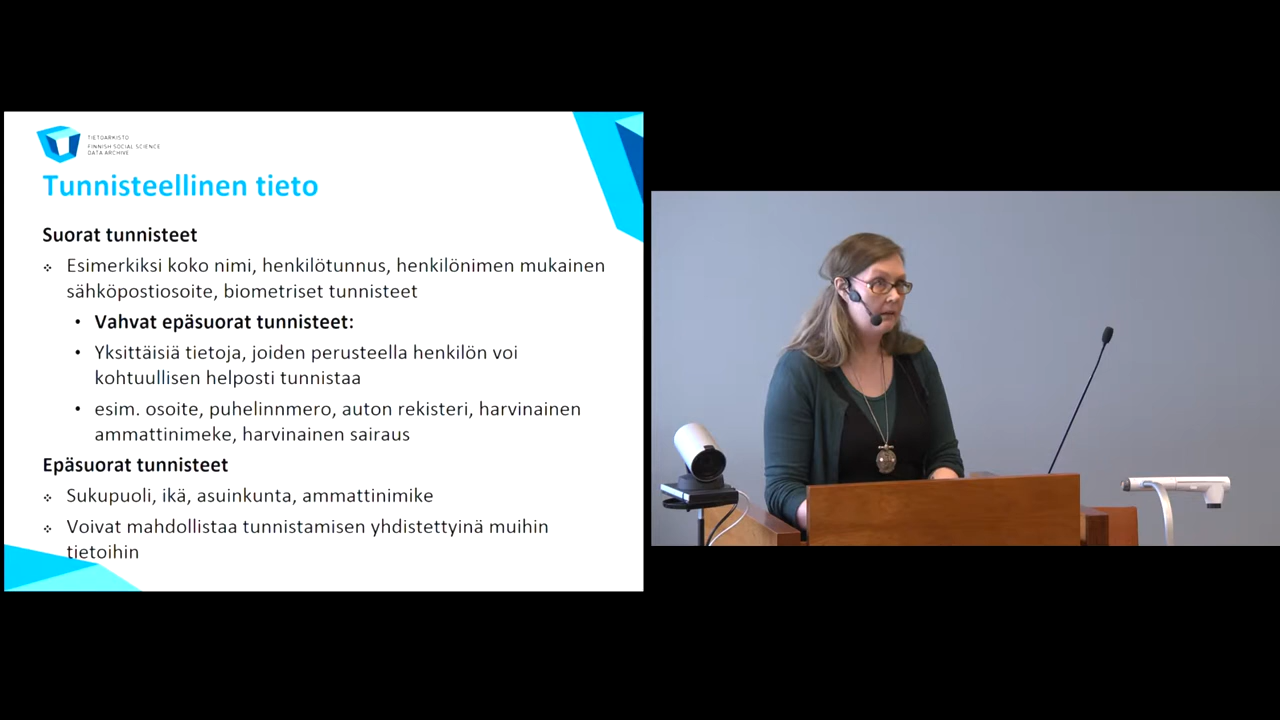 TIETOARKISTO
FINNISH SOCIAL SCIENCE
DATA ARCHIVE
Tunnisteellinen tieto
Suorat tunnisteet
Esimerkiksi koko nimi, henkilötunnus, henkilönimen mukainen
sähköpostiosoite, biometriset tunnisteet
• Vahvat epäsuorat tunnisteet:
• Yksittäisiä tietoja, joiden perusteella henkilön voi
kohtuullisen helposti tunnistaa
• esim. osoite, puhelinnmero, auton rekisteri, harvinainen
ammattinimeke, harvinainen sairaus
Epäsuorat tunnisteet
Sukupuoli, ikä, asuinkunta, ammattinimike
Voivat mahdollistaa tunnistamisen yhdistettyinä muihin
tietoihin